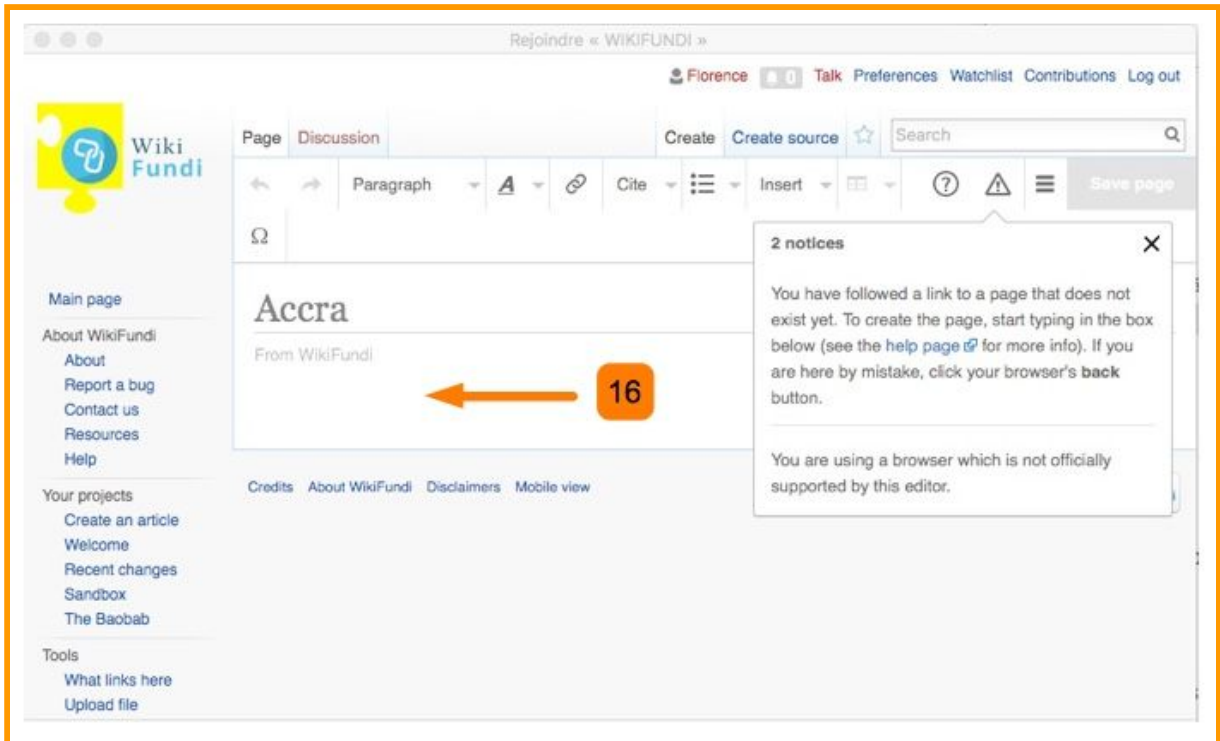 Rejoindre « WIKIFUNDI »
Florence 0 Talk Preferences Watchlist Contributions Log out
Wiki
Fundi
Page Discussion Create Create source Search
Paragraph A Cite Insert ? Save page
Ω
2 notices
You have followed a link to a page that does not
exist yet. To create the page, start typing in the box
below (see the help page for more info). If you
are here by mistake, click your browser's back
button.
You are using a browser which is not officially
supported by this editor.
Accra
From WikiFundi
16
Credits About WikiFundi Disclaimers Mobile view
Main page
About WikiFundi
About
Report a bug
Contact us
Resources
Help
Your projects
Create an article
Welcome
Recent changes
Sandbox
The Baobab
Tools
What links here
Upload file